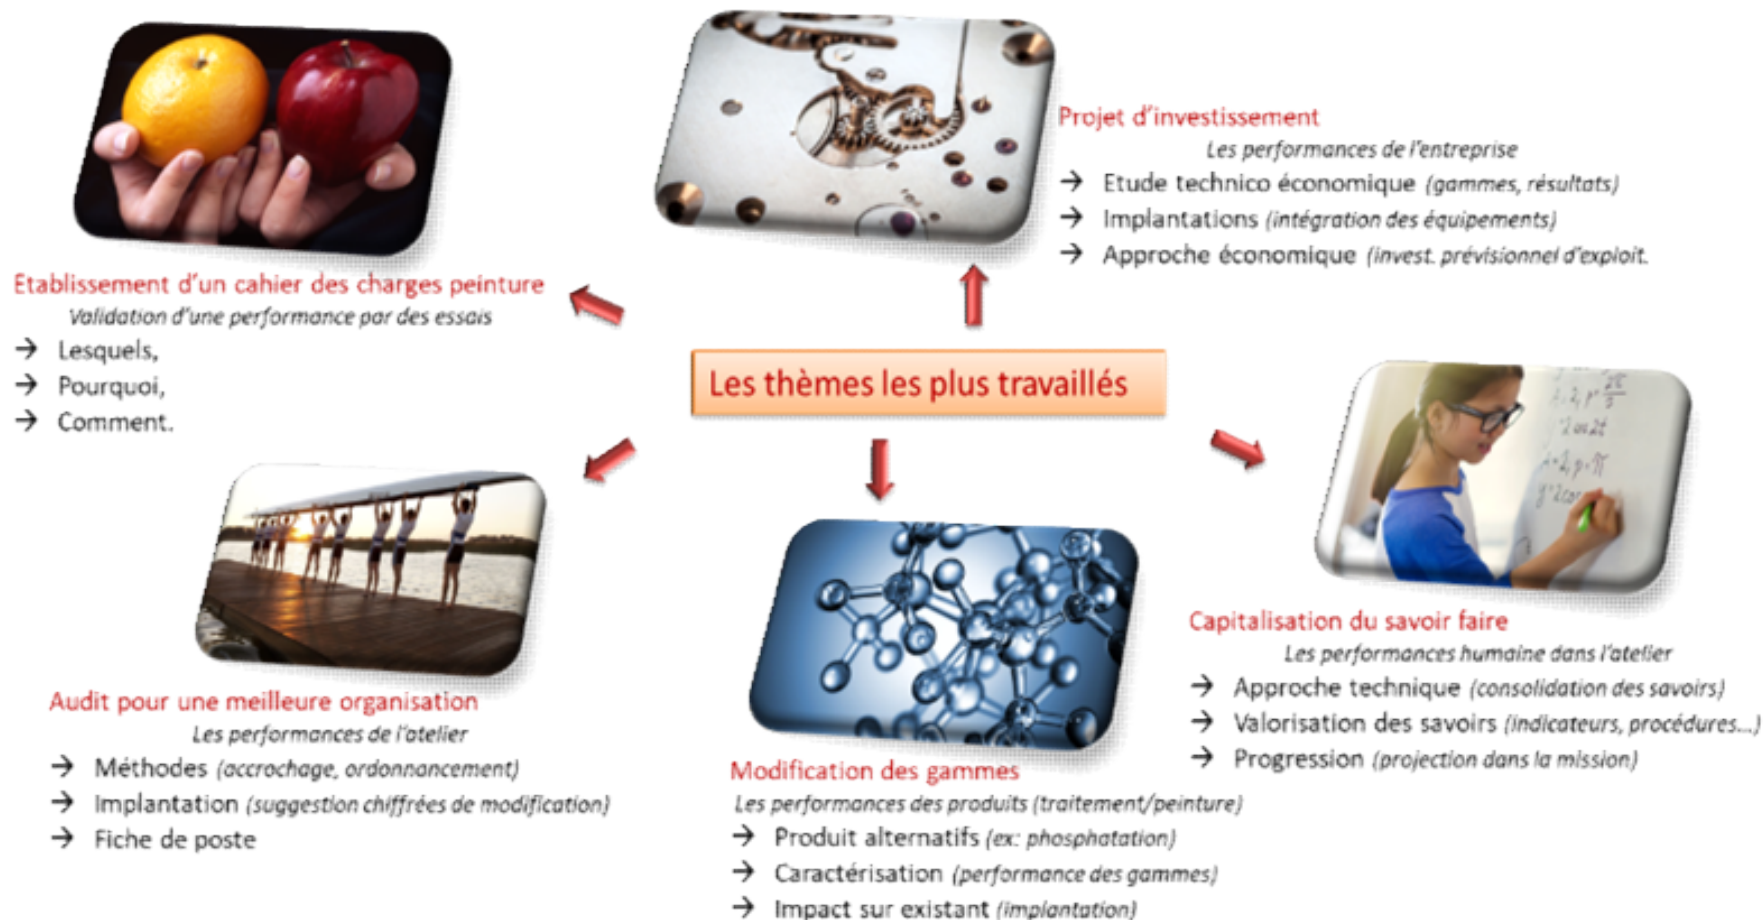 Projet d'investissement
Les performances de l'entreprise
→ Etude technico économique (gammes, résultats)
→ Implantations (intégration des équipements)
→ Approche économique (invest. prévisionnel d'exploit.
Etablissement d'un cahier des charges peinture
Validation d'une performance par des essais
→ Lesquels,
→ Pourquoi,
→ Comment.
Les thèmes les plus travaillés
Capitalisation du savoir faire
Les performances humaine dans l'atelier
→ Approche technique (consolidation des savoirs)
→ Valorisation des savoirs (indicateurs, procédures...)
→ Progression (projection dans la mission)
Audit pour une meilleure organisation
Les performances de l'atelier
→ Méthodes (accrochage, ordonnancement)
→ Implantation (suggestion chiffrées de modification)
→ Fiche de poste
Modification des gammes
Les performances des produits (traitement/peinture)
→ Produit alternatifs (ex: phosphatation)
→ Caractérisation (performance des gammes)
→ Impact sur existant (implantation)